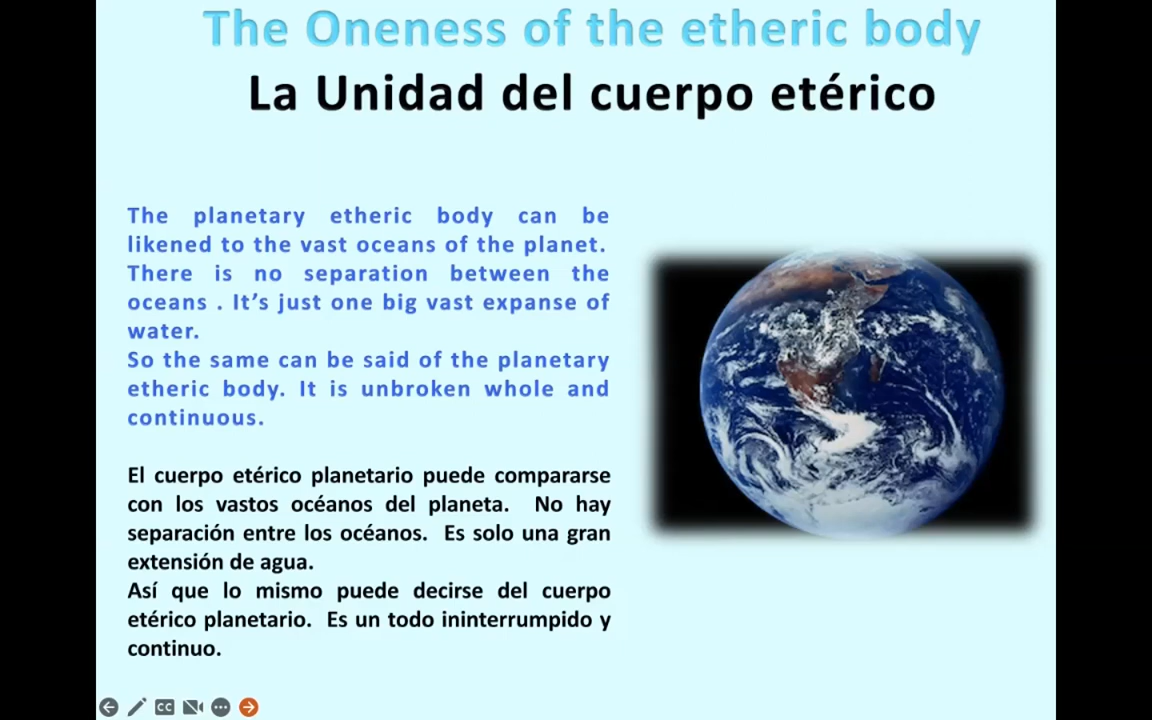 The Oneness of the etheric body
La Unidad del cuerpo etérico
The planetary etheric body can be
likened to the vast oceans of the planet.
There is no separation between the
oceans . It’s just one big vast expanse of
water.
So the same can be said of the planetary
etheric body. It is unbroken whole and
continuous.
El cuerpo etérico planetario puede compararse
con los vastos océanos del planeta. No hay
separación entre los océanos. Es solo una gran
extensión de agua.
Así que lo mismo puede decirse del cuerpo
etérico planetario. Es un todo ininterrumpido y
continuo.
CC